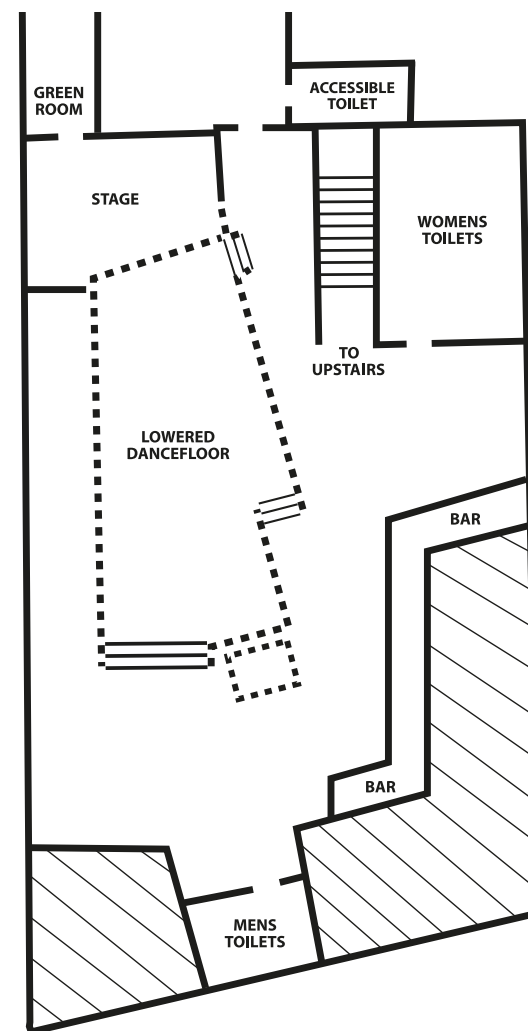 GREEN
ROOM
ACCESSIBLE
TOILET
STAGE
WOMENS
TOILETS
TO
UPSTAIRS
LOWERED
DANCEFLOOR
BAR
BAR
MENS
TOILETS